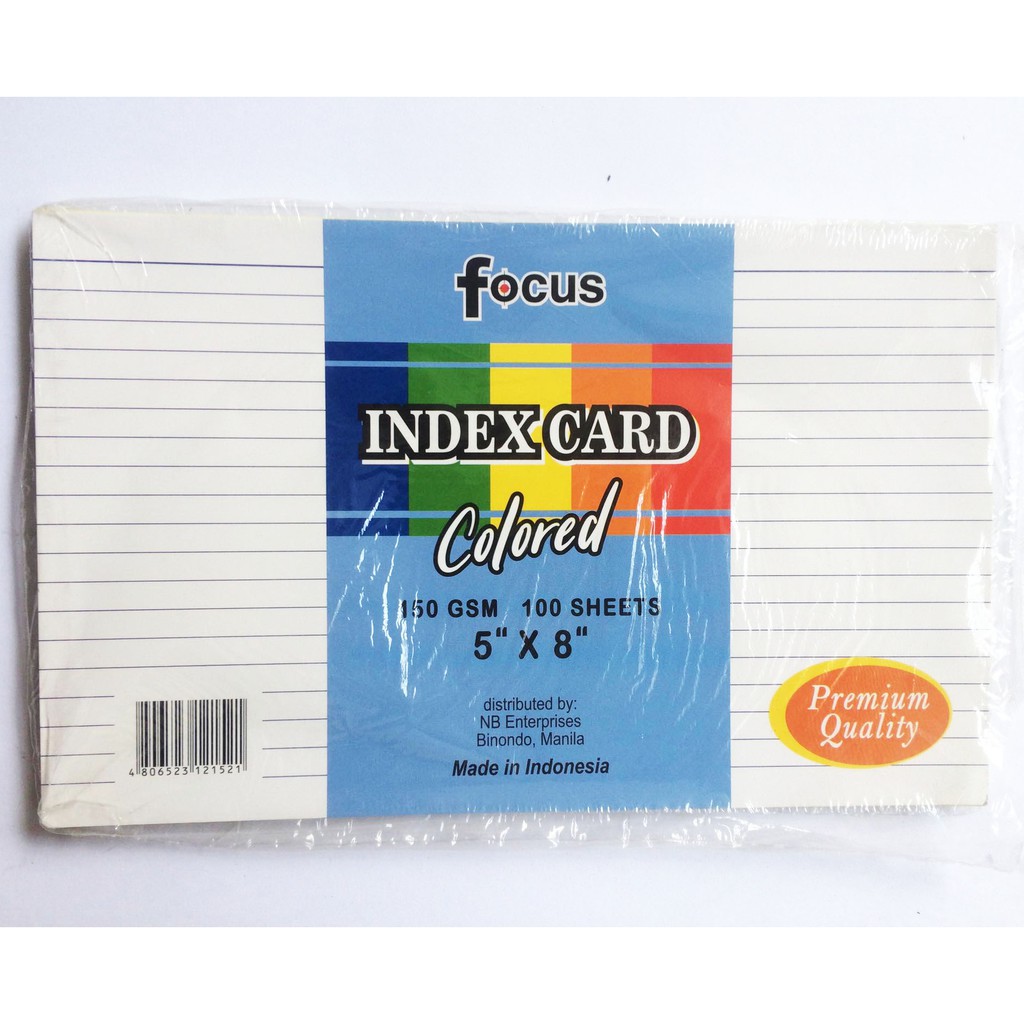 focus
INDEX CARD
Colored
150 GSM 100 SHEETS
5" X 8"
distributed by:
NB Enterprises
Binondo, Manila
Made in Indonesia
4 806523 121521
Premium
Quality